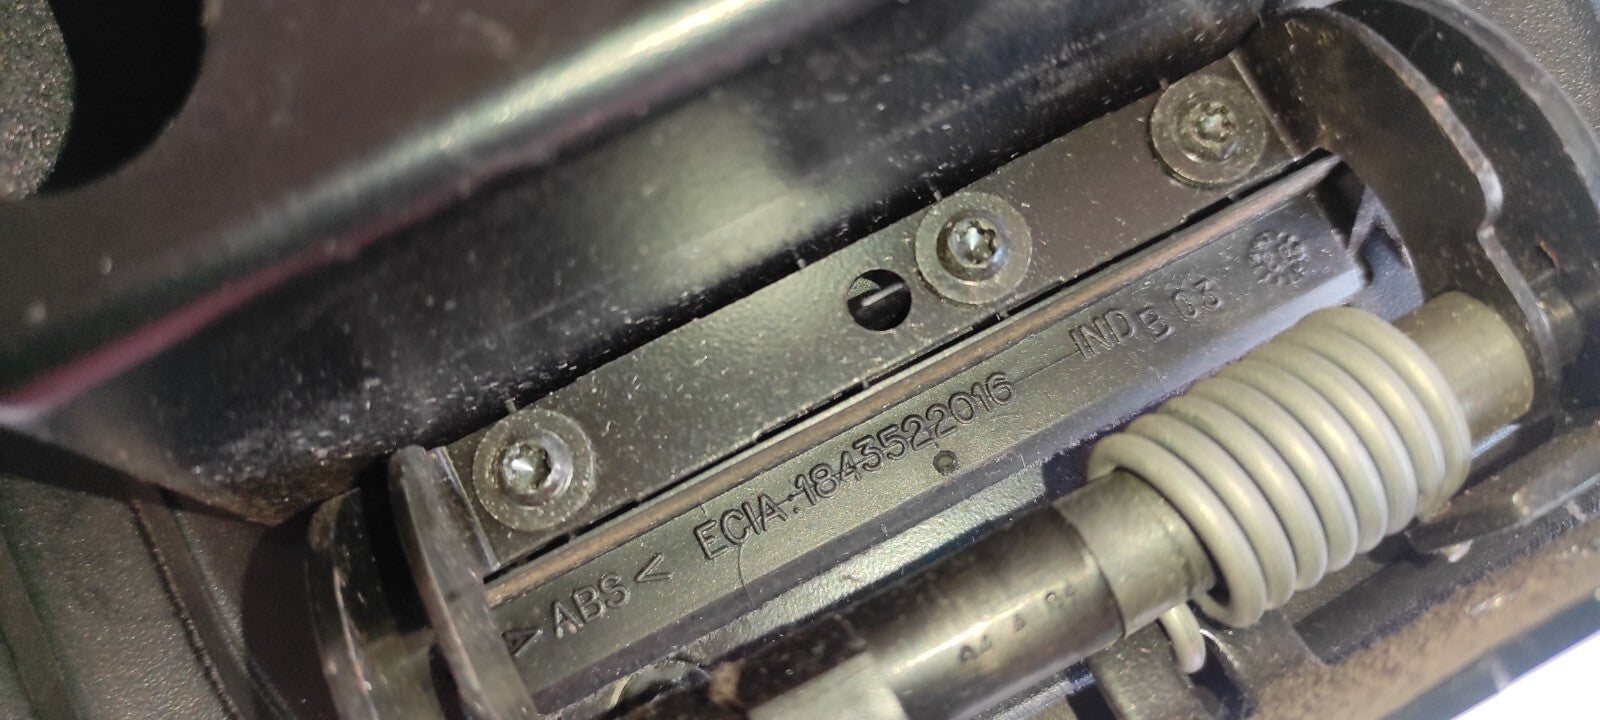 >ABS< ECIA:1843522016 IND B 03